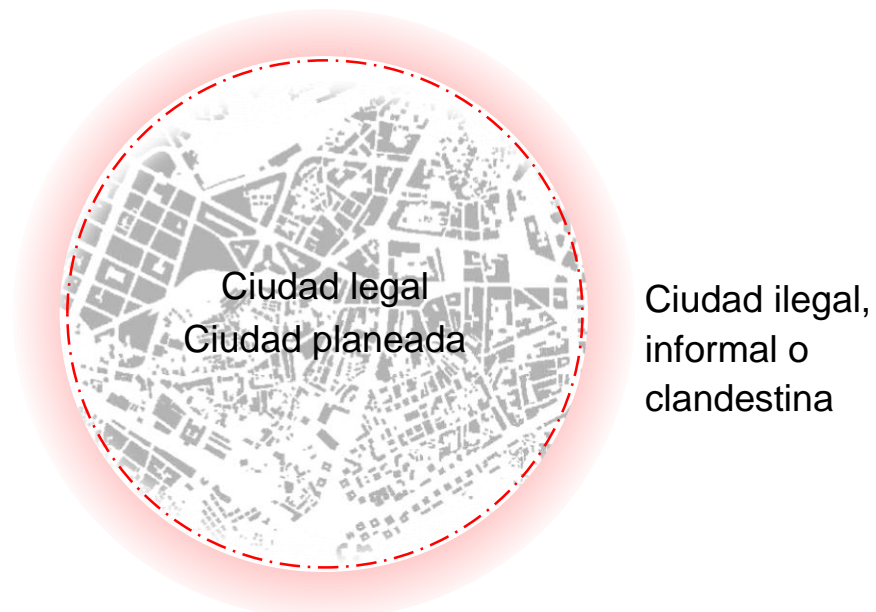 Ciudad legal
Ciudad planeada
Ciudad ilegal,
informal o
clandestina